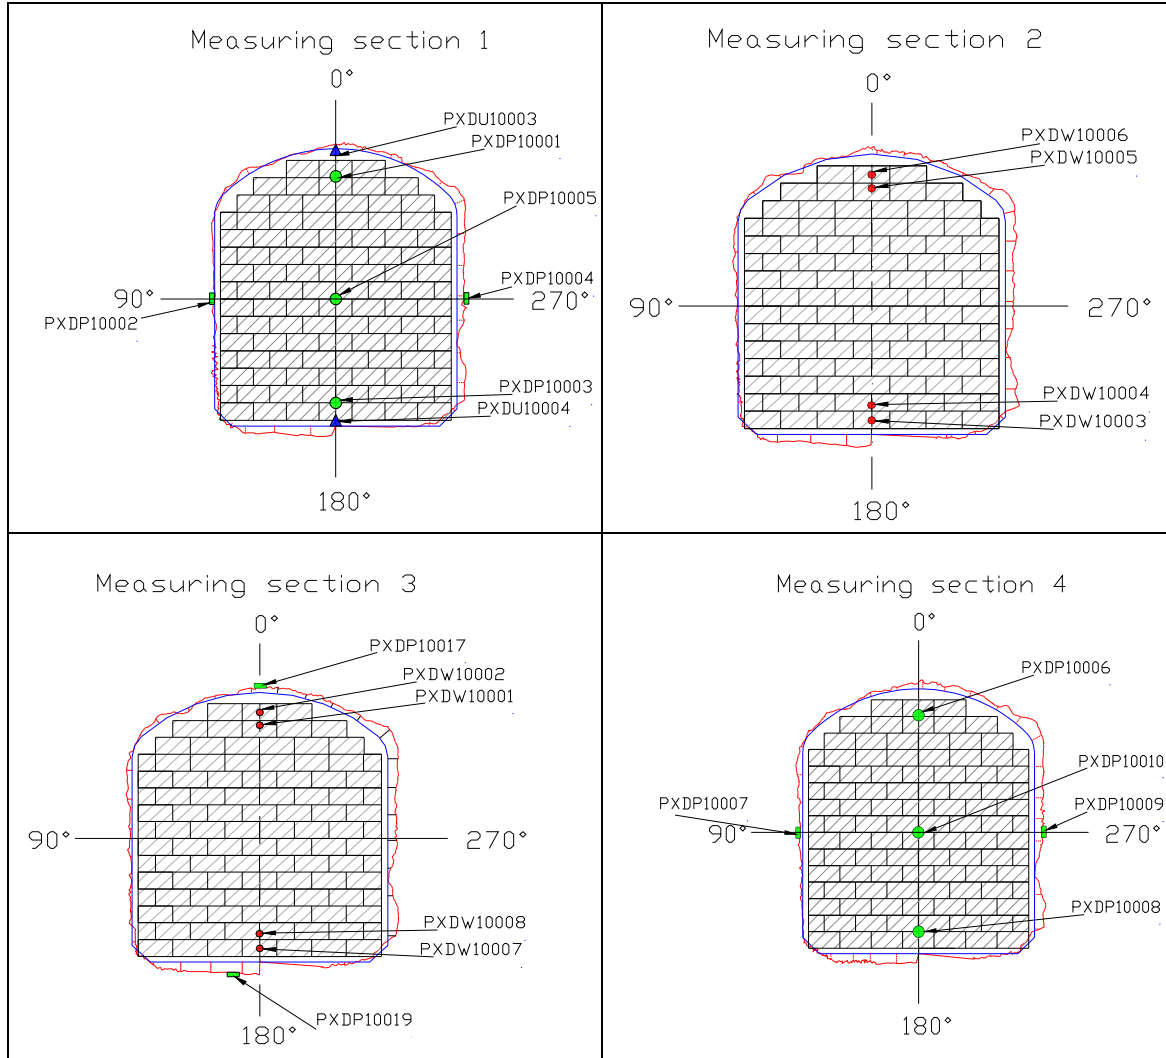 Measuring section 1
0°
PXDU10003
PXDP10001
PXDP10005
PXDP10004
90°
270°
PXDP10002
PXDP10003
PXDU10004
180°
Measuring section 2
0°
PXDW10006
PXDW10005
90°
270°
PXDW10004
PXDW10003
180°
Measuring section 3
0°
PXDP10017
PXDW10002
PXDW10001
90°
270°
PXDW10008
PXDW10007
PXDP10019
180°
Measuring section 4
0°
PXDP10006
PXDP10010
PXDP10007
PXDP10009
90°
270°
PXDP10008
180°